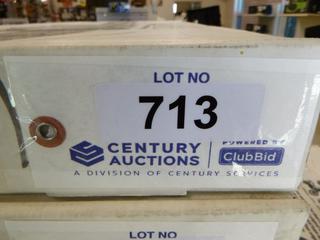 LOT NO
713
CENTURY
AUCTIONS
POWERED BY
ClubBid
A DIVISION OF CENTURY SERVICES
LOT NO